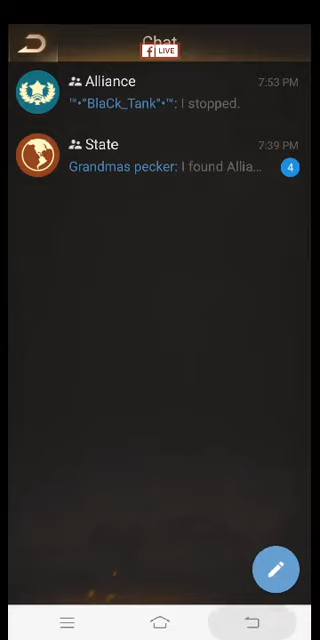 Chat
f LIVE
Alliance
7:53 PM
™•"BlaCk_Tank"•™: I stopped.
State
7:39 PM
Grandmas pecker: I found Allia...
4